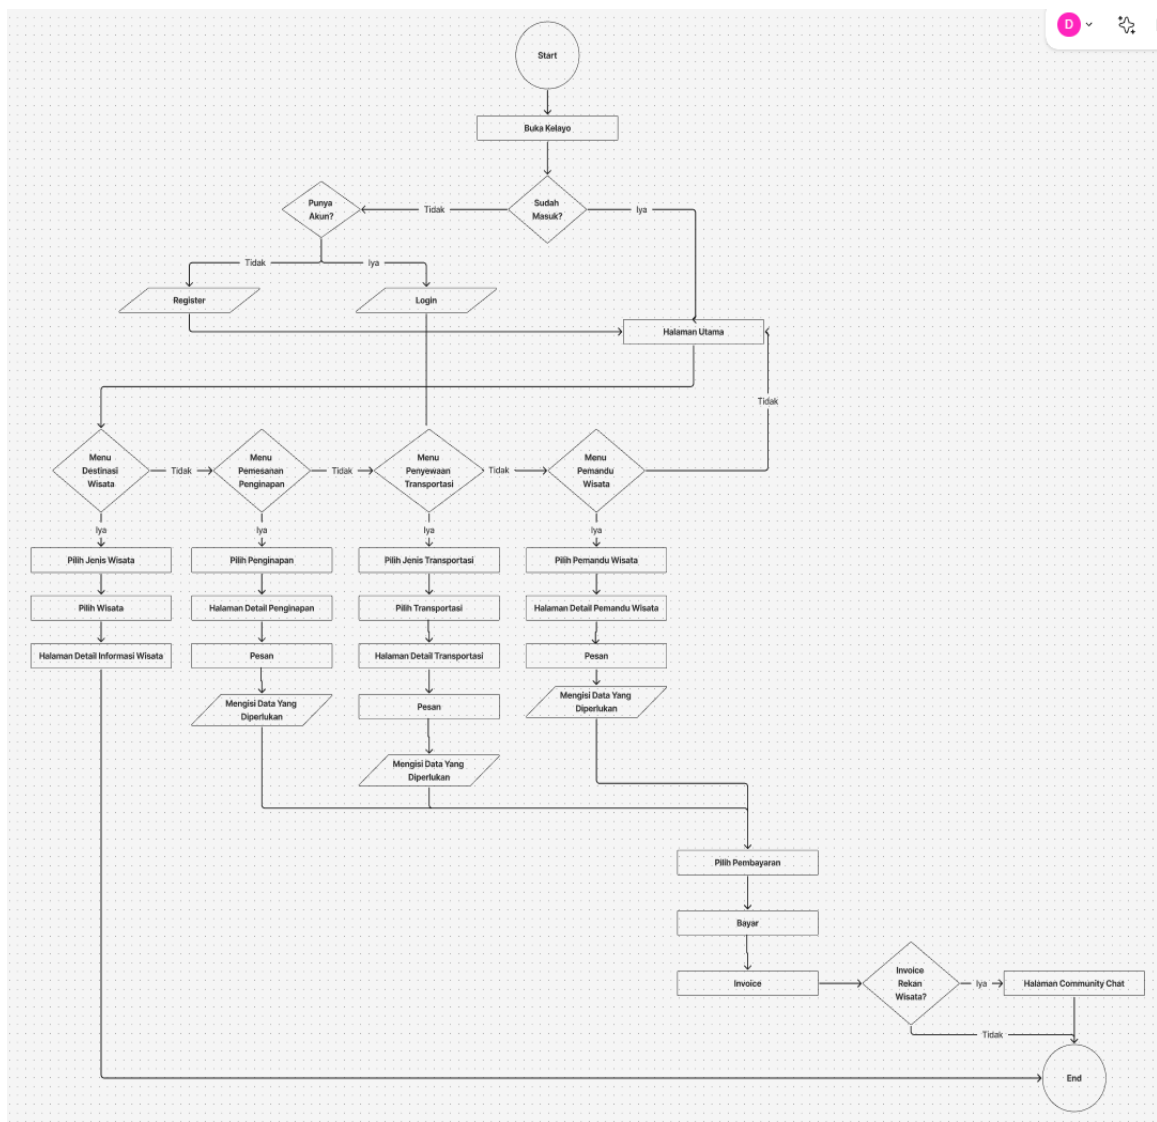 D
Start
Buka Kelayo
Punya
Akun?
Tidak
Sudah
Masuk?
Iya
Tidak
Iya
Register
Login
Halaman Utama
Tidak
Menu
Destinasi
Wisata
Tidak
Menu
Pemesanan
Penginapan
Tidak
Menu
Penyewaan
Transportasi
Tidak
Menu
Pemandu
Wisata
Iya
Iya
Iya
Iya
Pilih Jenis Wisata
Pilih Penginapan
Pilih Jenis Transportasi
Pilih Pemandu Wisata
Pilih Wisata
Halaman Detail Penginapan
Pilih Transportasi
Halaman Detail Pemandu Wisata
Halaman Detail Informasi Wisata
Pesan
Halaman Detail Transportasi
Pesan
Mengisi Data Yang
Diperlukan
Pesan
Mengisi Data Yang
Diperlukan
Mengisi Data Yang
Diperlukan
Pilih Pembayaran
Bayar
Invoice
Invoice
Rekan
Wisata?
Iya
Halaman Community Chat
Tidak
End